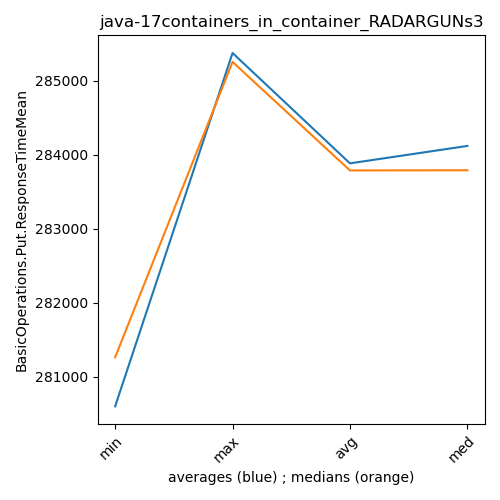 java-17containers_in_container_RADARGUNs3
BasicOperations.Put.ResponseTimeMean
285000
284000
283000
282000
281000
min
max
avg
med
averages (blue) ; medians (orange)